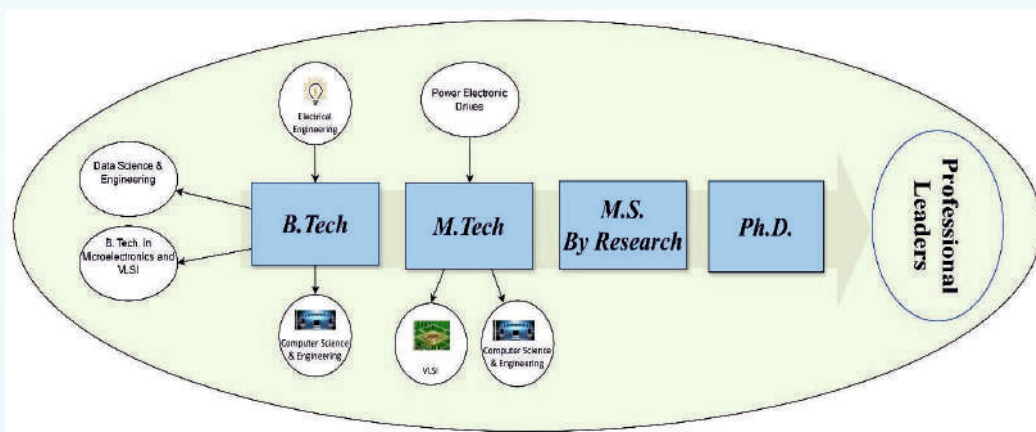 Electrical
Engineering
Power Electronic
Drives
Data Science &
Engineering
B. Tech. in
Microelectronics and
VLSI
B.Tech
M.Tech
M.S.
By Research
Ph.D.
Professional
Leaders
Computer Science
& Engineering
VLSI
Computer Science
& Engineering